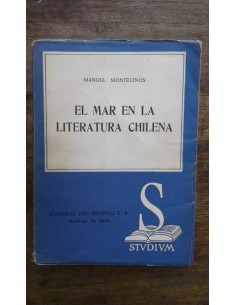 MANUEL MONTECINOS
EL MAR EN LA
LITERATURA CHILENA
EDITORIAL DEL PACIFICO S. A.
Santiago de Chile
S
STVDIVM